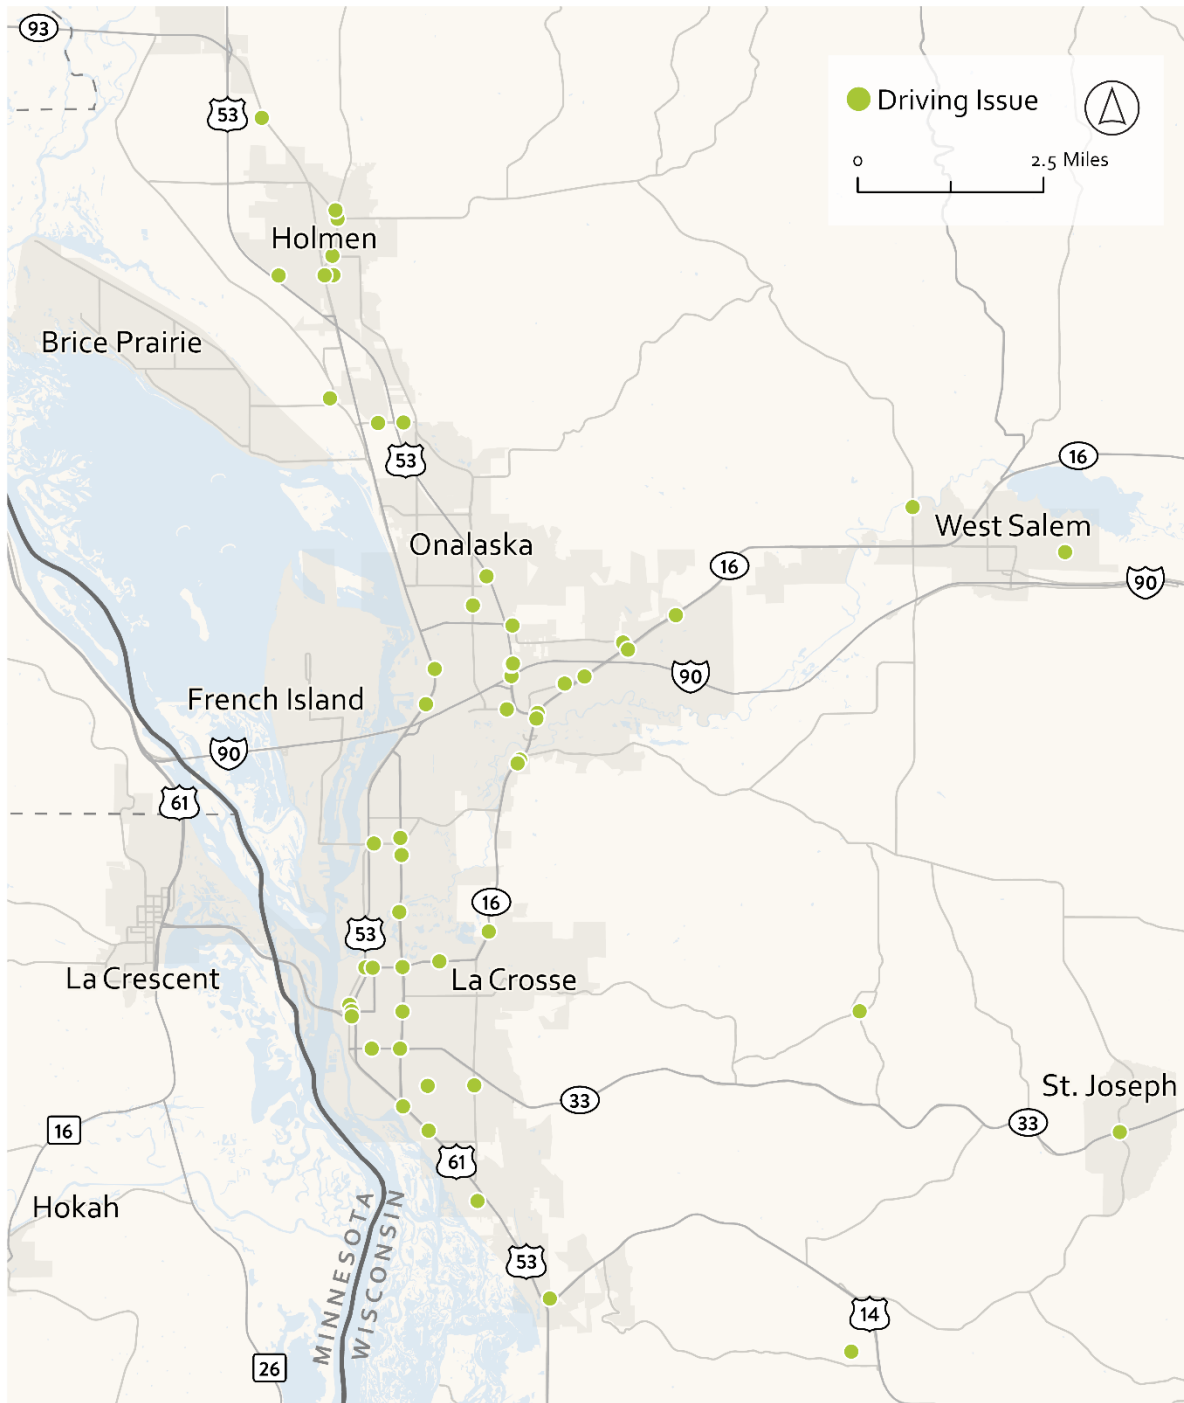 93
53
Driving Issue
0 2.5 Miles
Holmen
Brice Prairie
53
16
West Salem
Onalaska
16
90
90
French Island
90
61
16
53
La Crosse
La Crescent
St. Joseph
33
33
16
61
Hokah
MINNESOTA
WISCONSIN
53
14
26